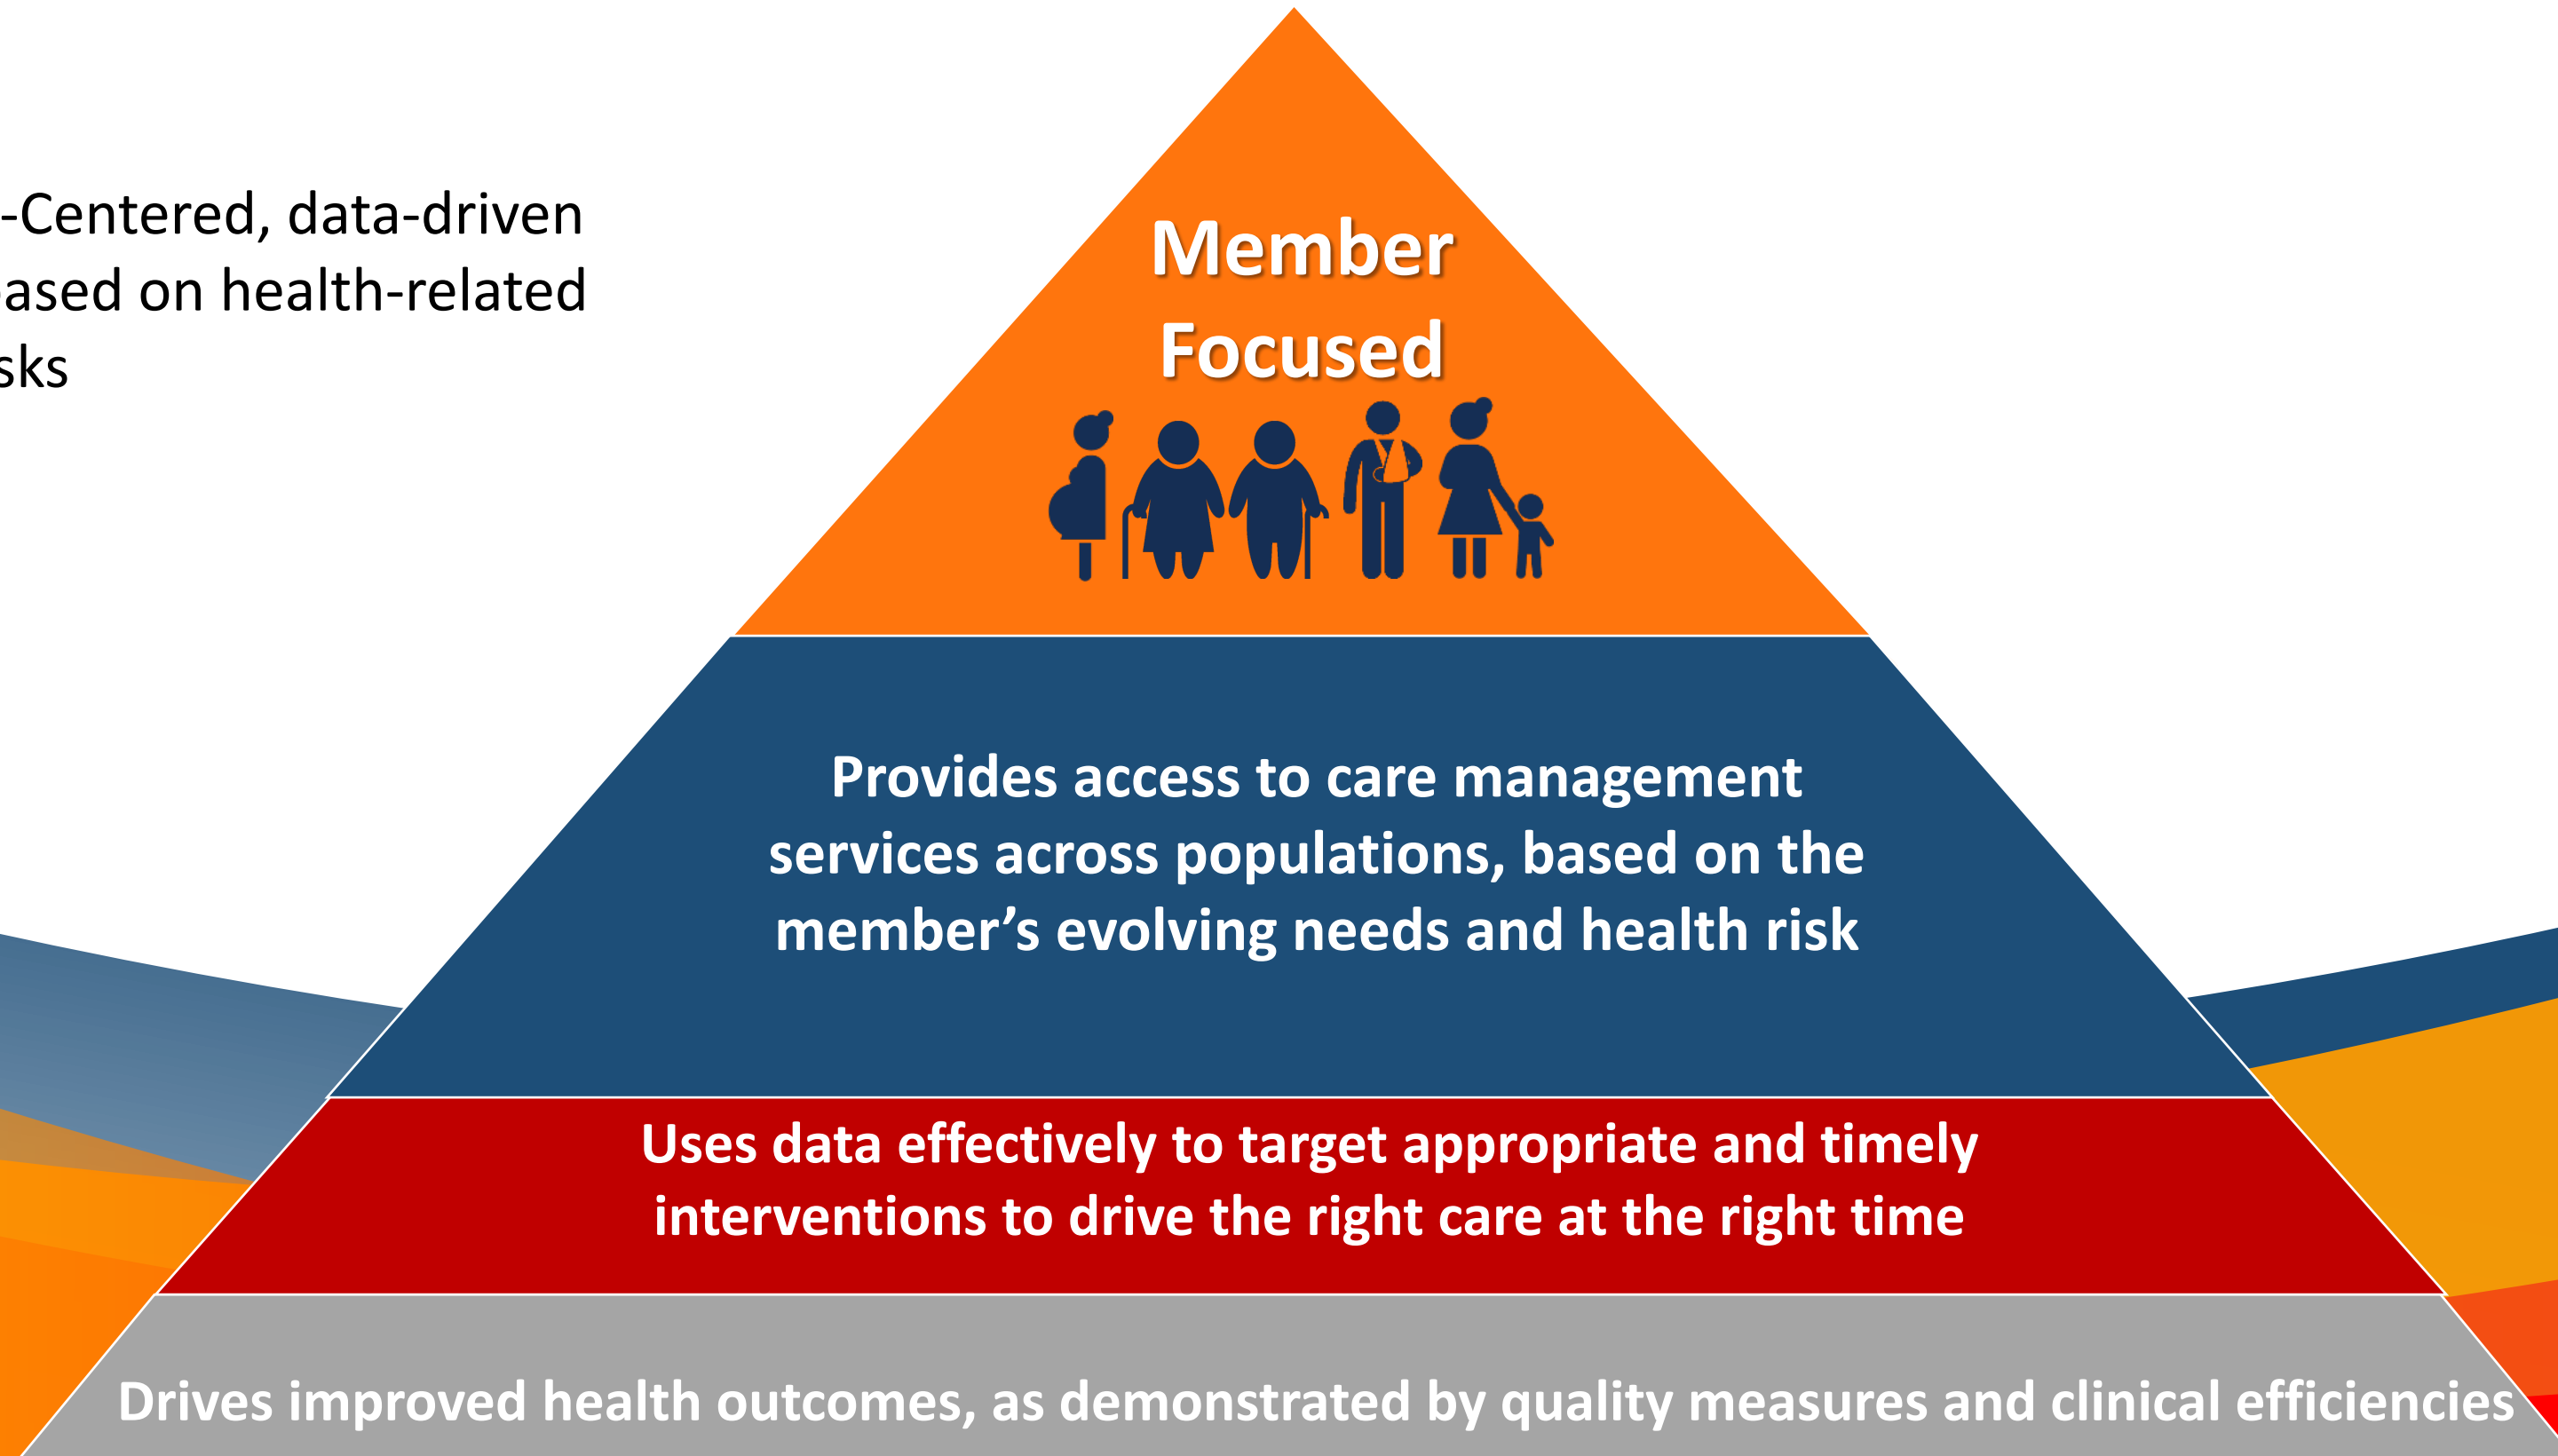 -Centered, data-driven
based on health-related
sks
Member
Focused
Provides access to care management
services across populations, based on the
member’s evolving needs and health risk
Uses data effectively to target appropriate and timely
interventions to drive the right care at the right time
Drives improved health outcomes, as demonstrated by quality measures and clinical efficiencies